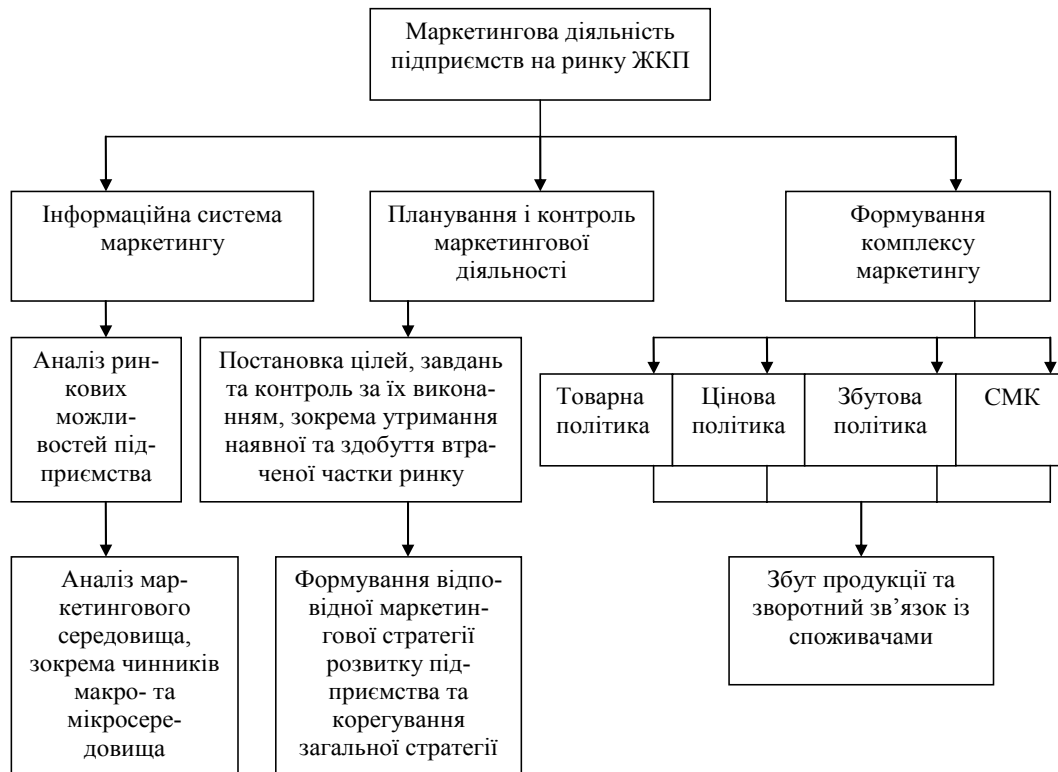 Маркетингова діяльність
підприємств на ринку ЖКП
Інформаційна система
маркетингу
Планування і контроль
маркетингової
діяльності
Формування
комплексу
маркетингу
Аналіз рин-
кових
можли-
востей під-
приємства
Постановка цілей, завдань
та контроль за їх виконан-
ням, зокрема утримання
наявної та здобуття втра-
ченої частки ринку
Товарна
політика
Цінова
політика
Збутова
політика
СМК
Аналіз мар-
кетингового
середовища,
зокрема чинників
макро- та
мікросере-
довища
Формування відпо-
відної маркетин-
гової стратегії
розвитку під-
приємства та
корегування
загальної стратегії
Збут продукції та
зворотний зв’язок із
споживачами